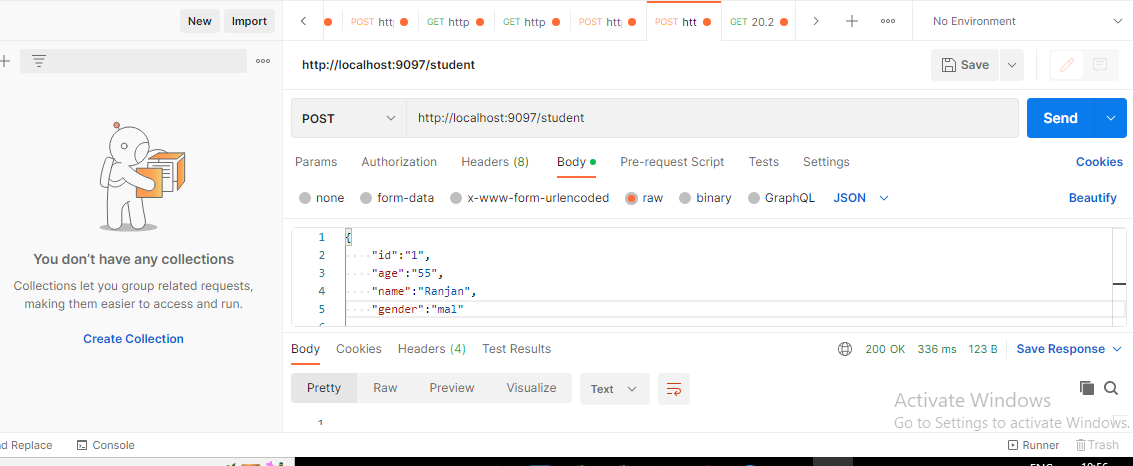 New Import
POST htt GET http GET http POST htt POST htt GET 20.2 No Environment
http://localhost:9097/student Save
POST http://localhost:9097/student Send
Params Authorization Headers (8) Body Pre-request Script Tests Settings Cookies
none form-data x-www-form-urlencoded raw binary GraphQL JSON Beautify
1 {
2 "id":"1",
3 "age":"55",
4 "name":"Ranjan",
5 "gender":"mal"
You don't have any collections
Collections let you group related requests,
making them easier to access and run.
Create Collection
Body Cookies Headers (4) Test Results 200 OK 336 ms 123 B Save Response
Pretty Raw Preview Visualize Text
1
Activate Windows
Go to Settings to activate Windows.
nd Replace Console Runner Trash